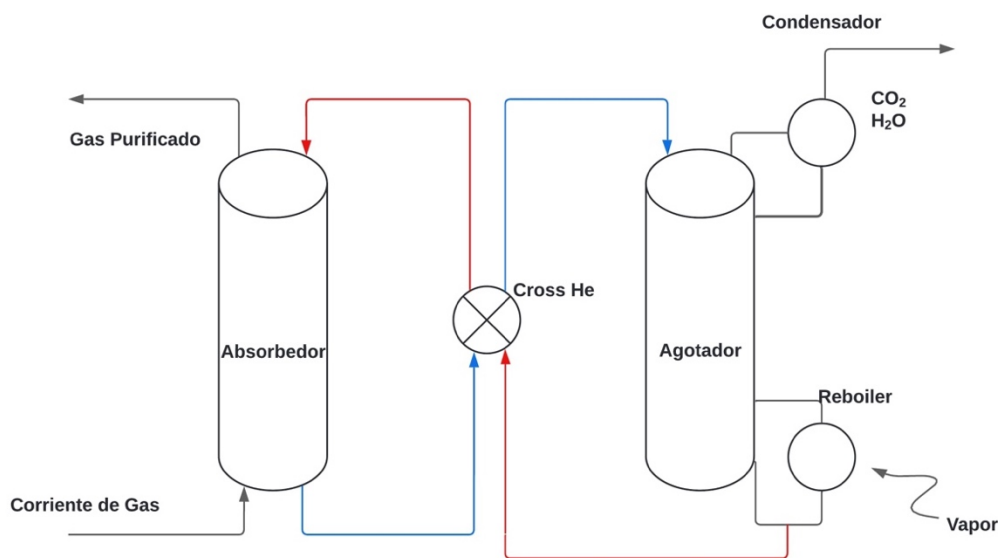 Condensador
CO₂
H₂O
Gas Purificado
Cross He
Absorbedor
Agotador
Reboiler
Corriente de Gas
Vapor